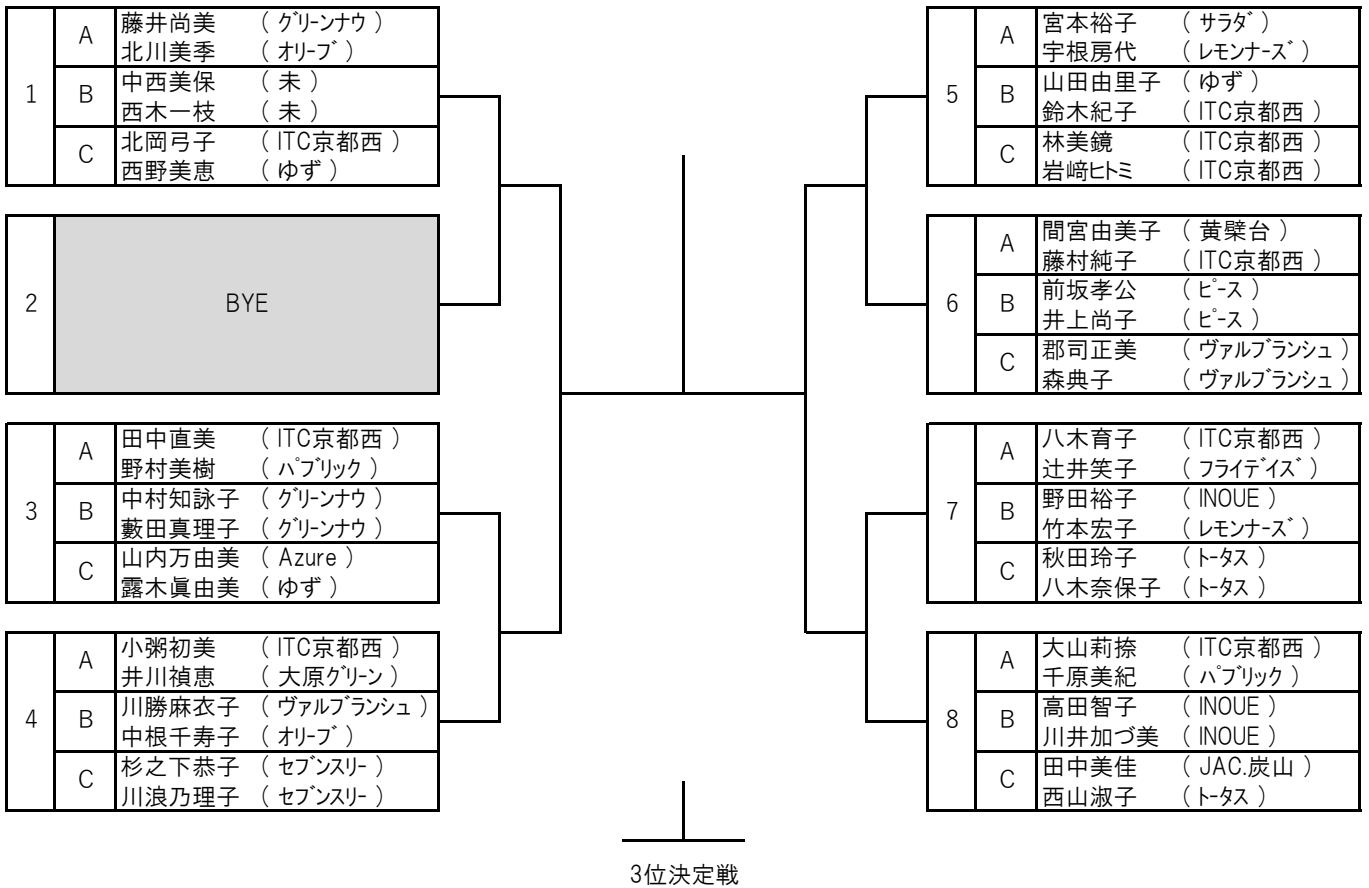 1
A
藤井尚美 （ グリーンナウ ）
北川美季 （ オリーブ ）
B
中西美保 （ 未 ）
西木一枝 （ 未 ）
C
北岡弓子 （ ITC京都西 ）
西野美恵 （ ゆず ）
2
BYE
3
A
田中直美 （ ITC京都西 ）
野村美樹 （ パブリック ）
B
中村知詠子 （ グリーンナウ ）
藪田真理子 （ グリーンナウ ）
C
山内万由美 （ Azure ）
露木眞由美 （ ゆず ）
4
A
小粥初美 （ ITC京都西 ）
井川禎恵 （ 大原グリーン ）
B
川勝麻衣子 （ ヴァルブランシュ ）
中根千寿子 （ オリーブ ）
C
杉之下恭子 （ セブンスリー ）
川浪乃理子 （ セブンスリー ）
5
A
宮本裕子 （ サラダ ）
宇根房代 （ レモンナーズ ）
B
山田由里子 （ ゆず ）
鈴木紀子 （ ITC京都西 ）
C
林美鏡 （ ITC京都西 ）
岩﨑ヒトミ （ ITC京都西 ）
6
A
間宮由美子 （ 黄檗台 ）
藤村純子 （ ITC京都西 ）
B
前坂孝公 （ ピース ）
井上尚子 （ ピース ）
C
郡司正美 （ ヴァルブランシュ ）
森典子 （ ヴァルブランシュ ）
7
A
八木育子 （ ITC京都西 ）
辻井笑子 （ フライデイズ ）
B
野田裕子 （ INOUE ）
竹本宏子 （ レモンナーズ ）
C
秋田玲子 （ トータス ）
八木奈保子 （ トータス ）
8
A
大山莉捺 （ ITC京都西 ）
千原美紀 （ パブリック ）
B
高田智子 （ INOUE ）
川井加づ美 （ INOUE ）
C
田中美佳 （ JAC.炭山 ）
西山淑子 （ トータス ）
3位決定戦